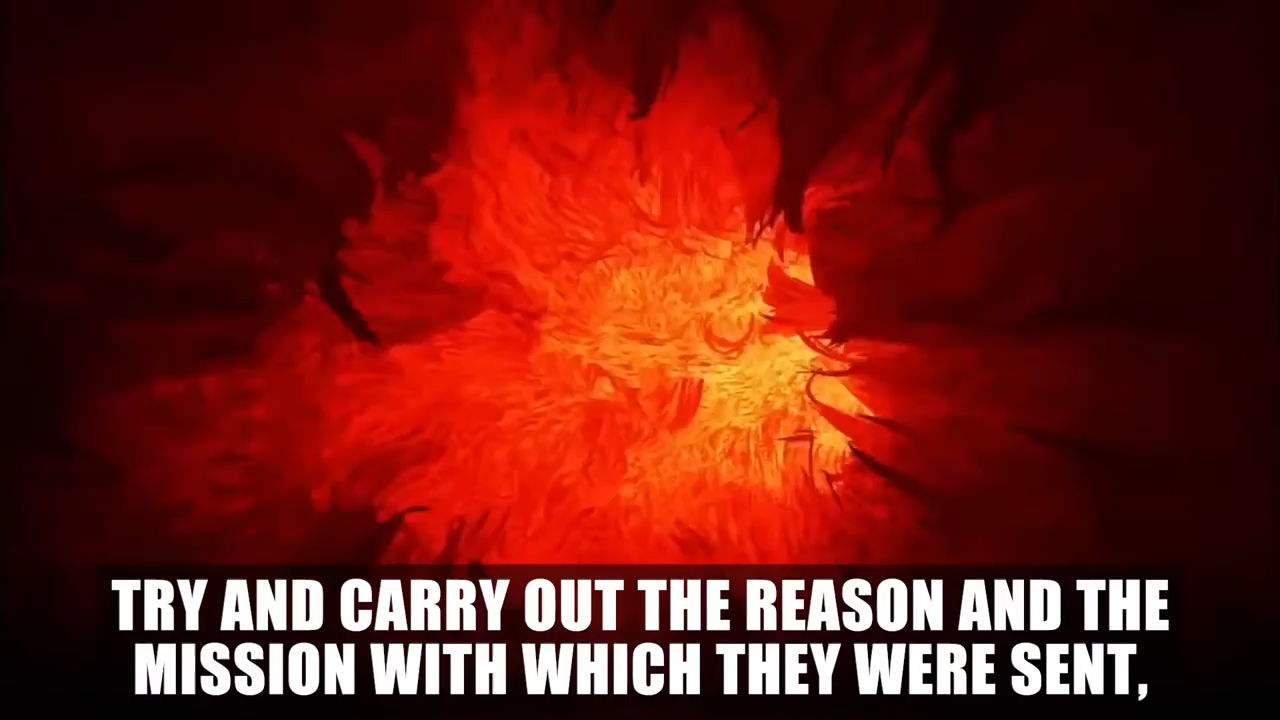 TRY AND CARRY OUT THE REASON AND THE
MISSION WITH WHICH THEY WERE SENT,